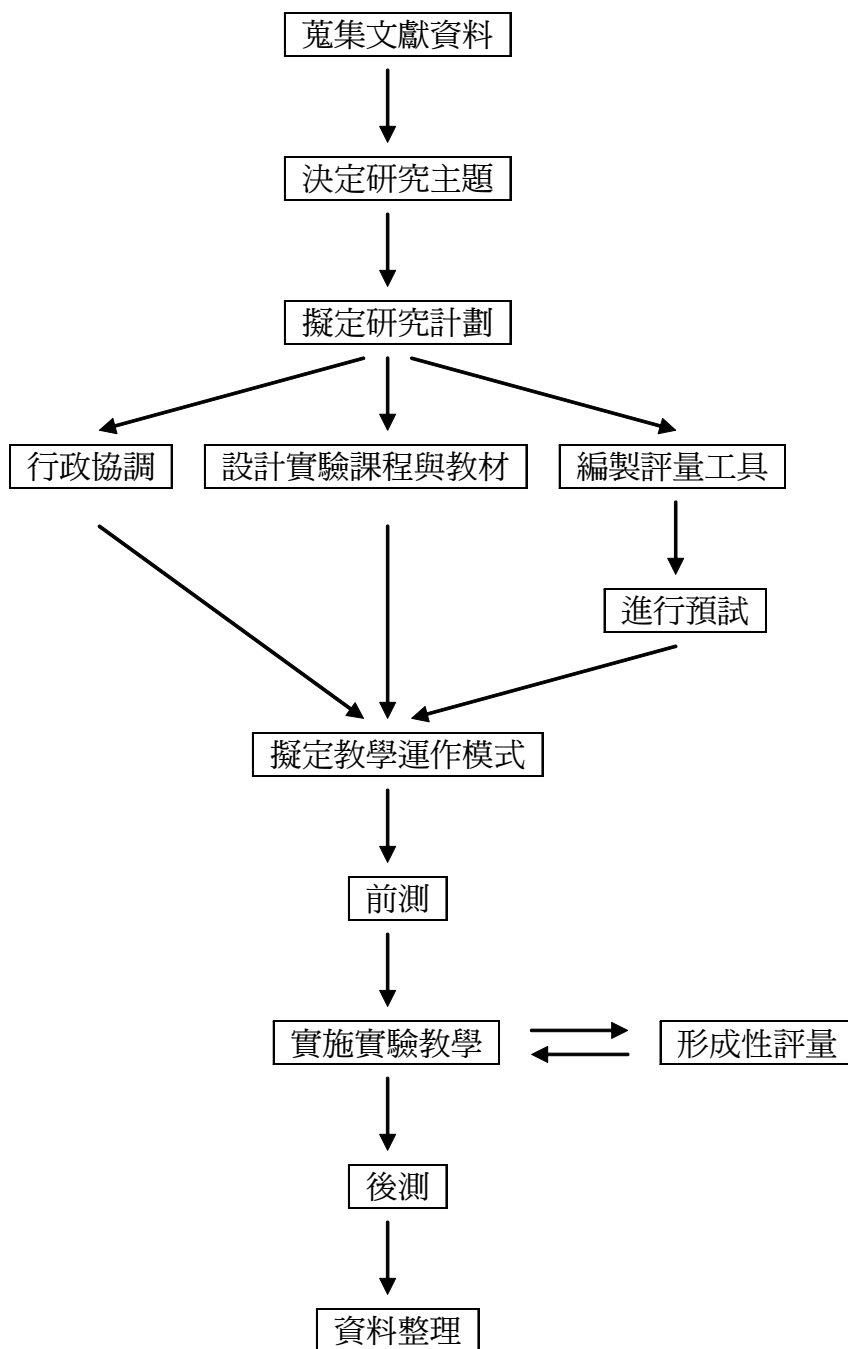 蒐集文獻資料
決定研究主題
擬定研究計劃
行政協調
設計實驗課程與教材
編製評量工具
進行預試
擬定教學運作模式
前測
實施實驗教學
形成性評量
後測
資料整理